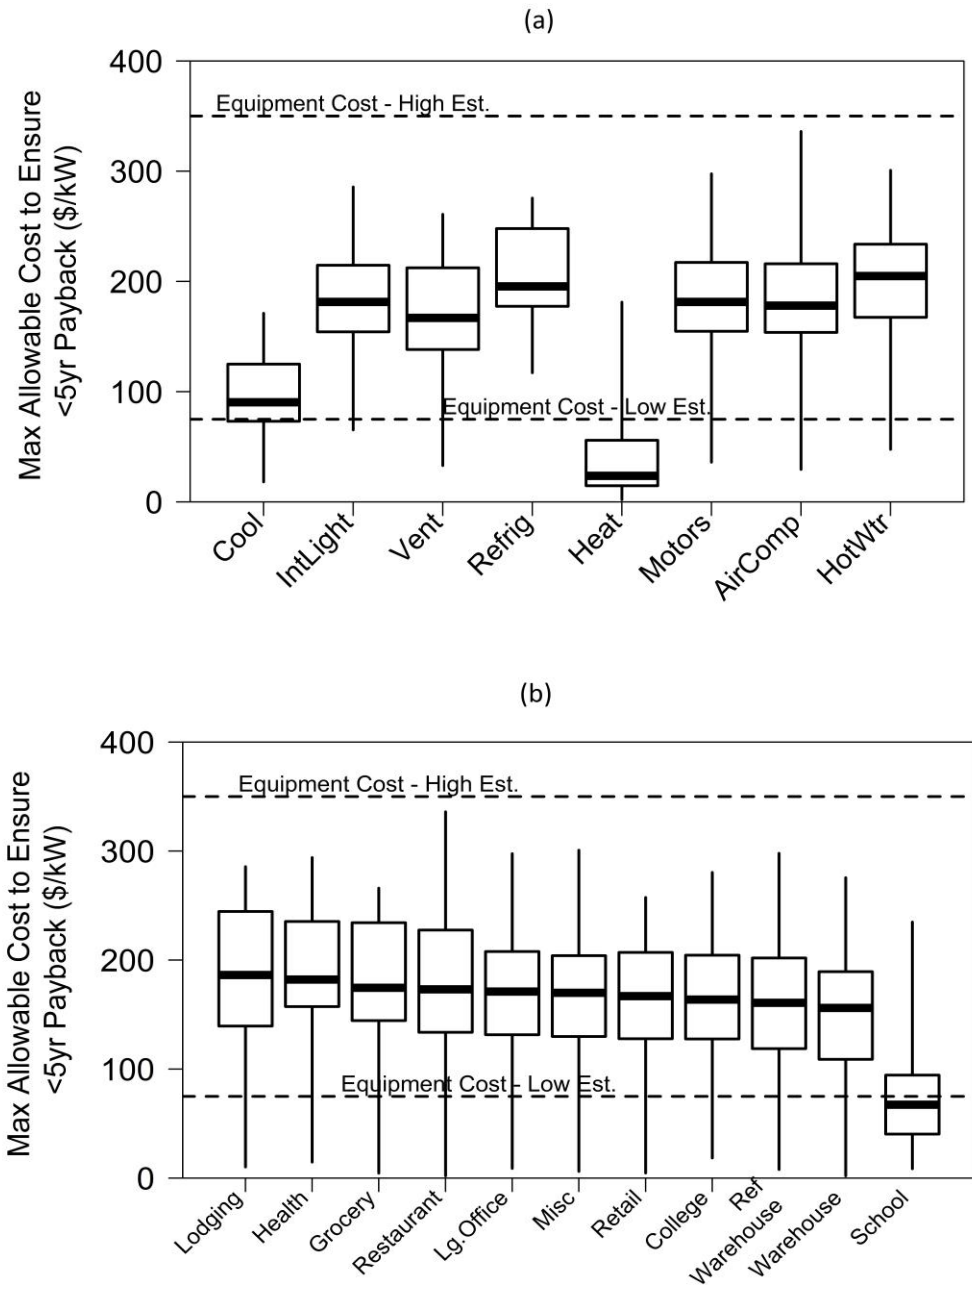 (a)
Max Allowable Cost to Ensure
<5yr Payback ($/kW)
400
300
200
100
0
Equipment Cost - High Est.
Equipment Cost - Low Est.
Cool
IntLight
Vent
Refrig
Heat
Motors
AirComp
HotWtr
(b)
Max Allowable Cost to Ensure
<5yr Payback ($/kW)
400
300
200
100
0
Equipment Cost - High Est.
Equipment Cost - Low Est.
Lodging
Health
Grocery
Restaurant
Lg.Office
Misc
Retail
College
Ref
Warehouse
Warehouse
School